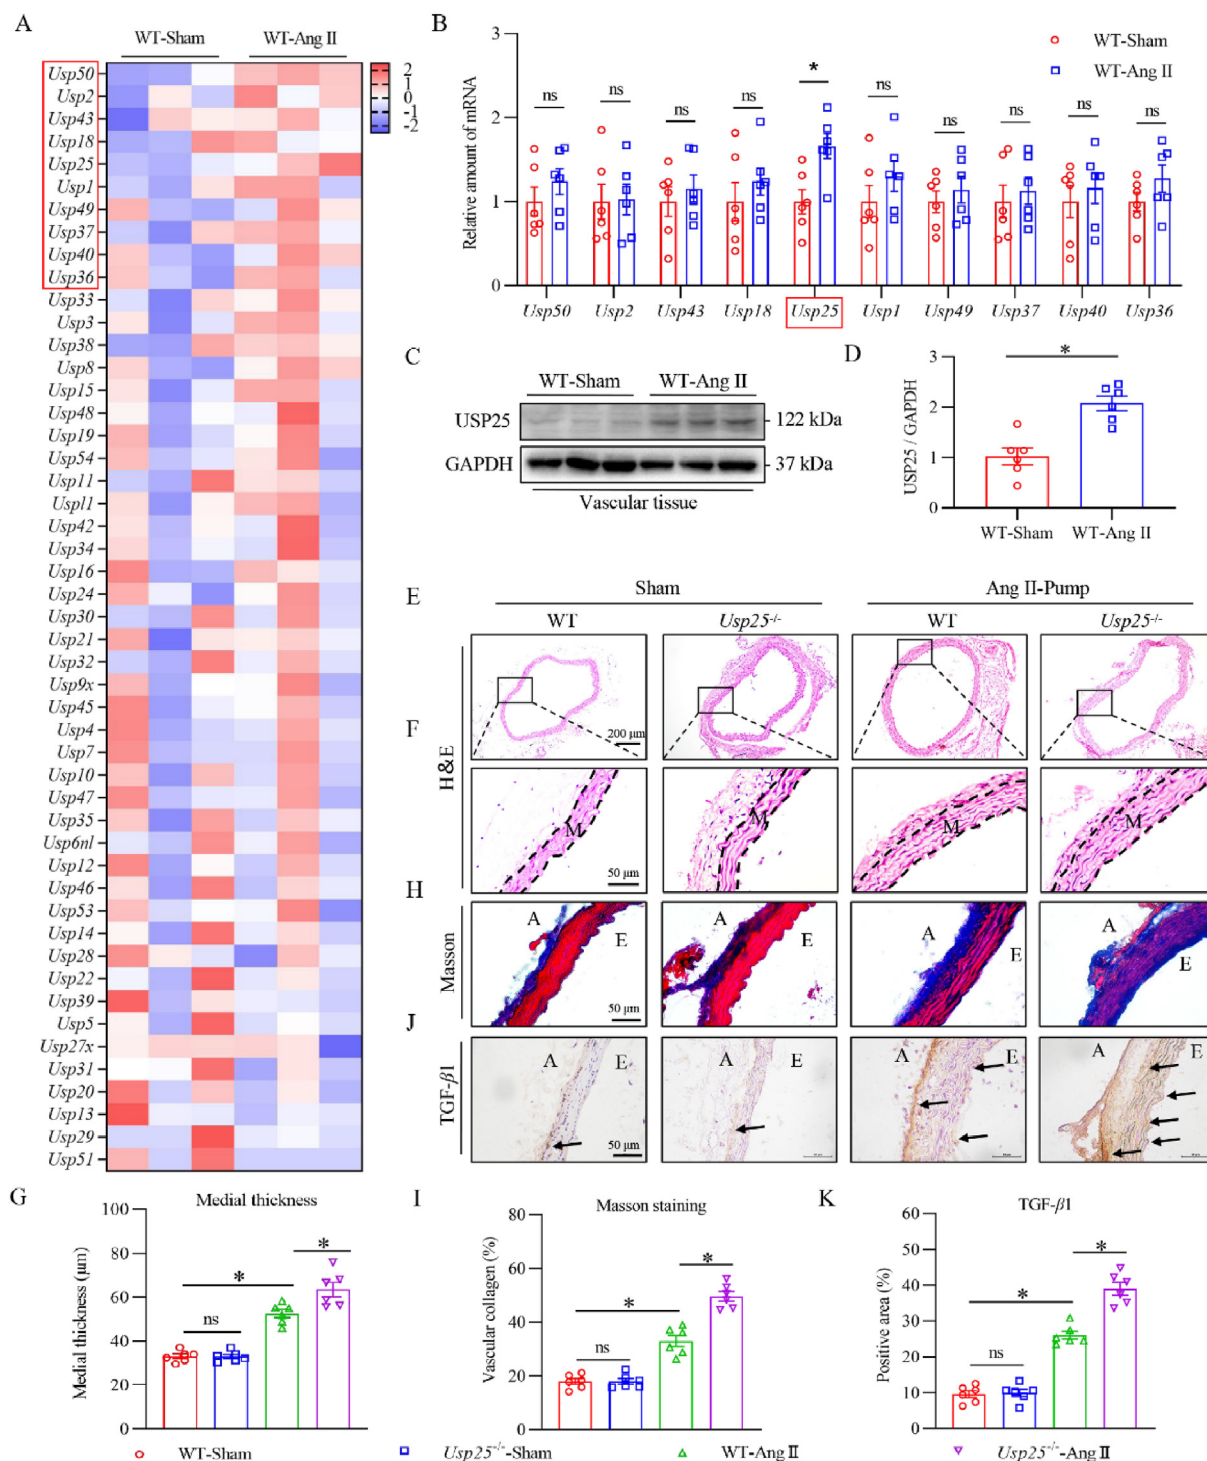 A
WT-Sham WT-Ang II
Usp50
Usp2
Usp43
Usp18
Usp25
Usp1
Usp49
Usp37
Usp40
Usp36
Usp33
Usp3
Usp38
Usp8
Usp15
Usp48
Usp19
Usp54
Usp11
Uspl1
Usp42
Usp34
Usp16
Usp24
Usp30
Usp21
Usp32
Usp9x
Usp45
Usp4
Usp7
Usp10
Usp47
Usp35
Usp6nl
Usp12
Usp46
Usp53
Usp14
Usp28
Usp22
Usp39
Usp5
Usp27x
Usp31
Usp20
Usp13
Usp29
Usp51
2
1
0
-1
-2
B
Relative amount of mRNA
3
2
1
0
WT-Sham
WT-Ang II
ns ns ns ns * ns ns ns ns ns
Usp50 Usp2 Usp43 Usp18 Usp25 Usp1 Usp49 Usp37 Usp40 Usp36
C
WT-Sham WT-Ang II
USP25 122 kDa
GAPDH 37 kDa
Vascular tissue
D
USP25 / GAPDH
3
2
1
0
*
WT-Sham WT-Ang II
E
Sham Ang II-Pump
WT Usp25-/- WT Usp25-/-
F
H&E
200 μm
M M M M
50 μm
H
Masson
A E A E A E A E
50 μm
J
TGF-β1
A E A E A E A E
50 μm
G
Medial thickness
Medial thickness (μm)
100
80
60
40
20
0
ns * *
I
Masson staining
Vascular collagen (%)
80
60
40
20
0
ns * *
K
TGF-β1
Positive area (%)
60
50
40
30
20
10
0
ns * *
WT-Sham Usp25-/--Sham WT-Ang II Usp25-/--Ang II